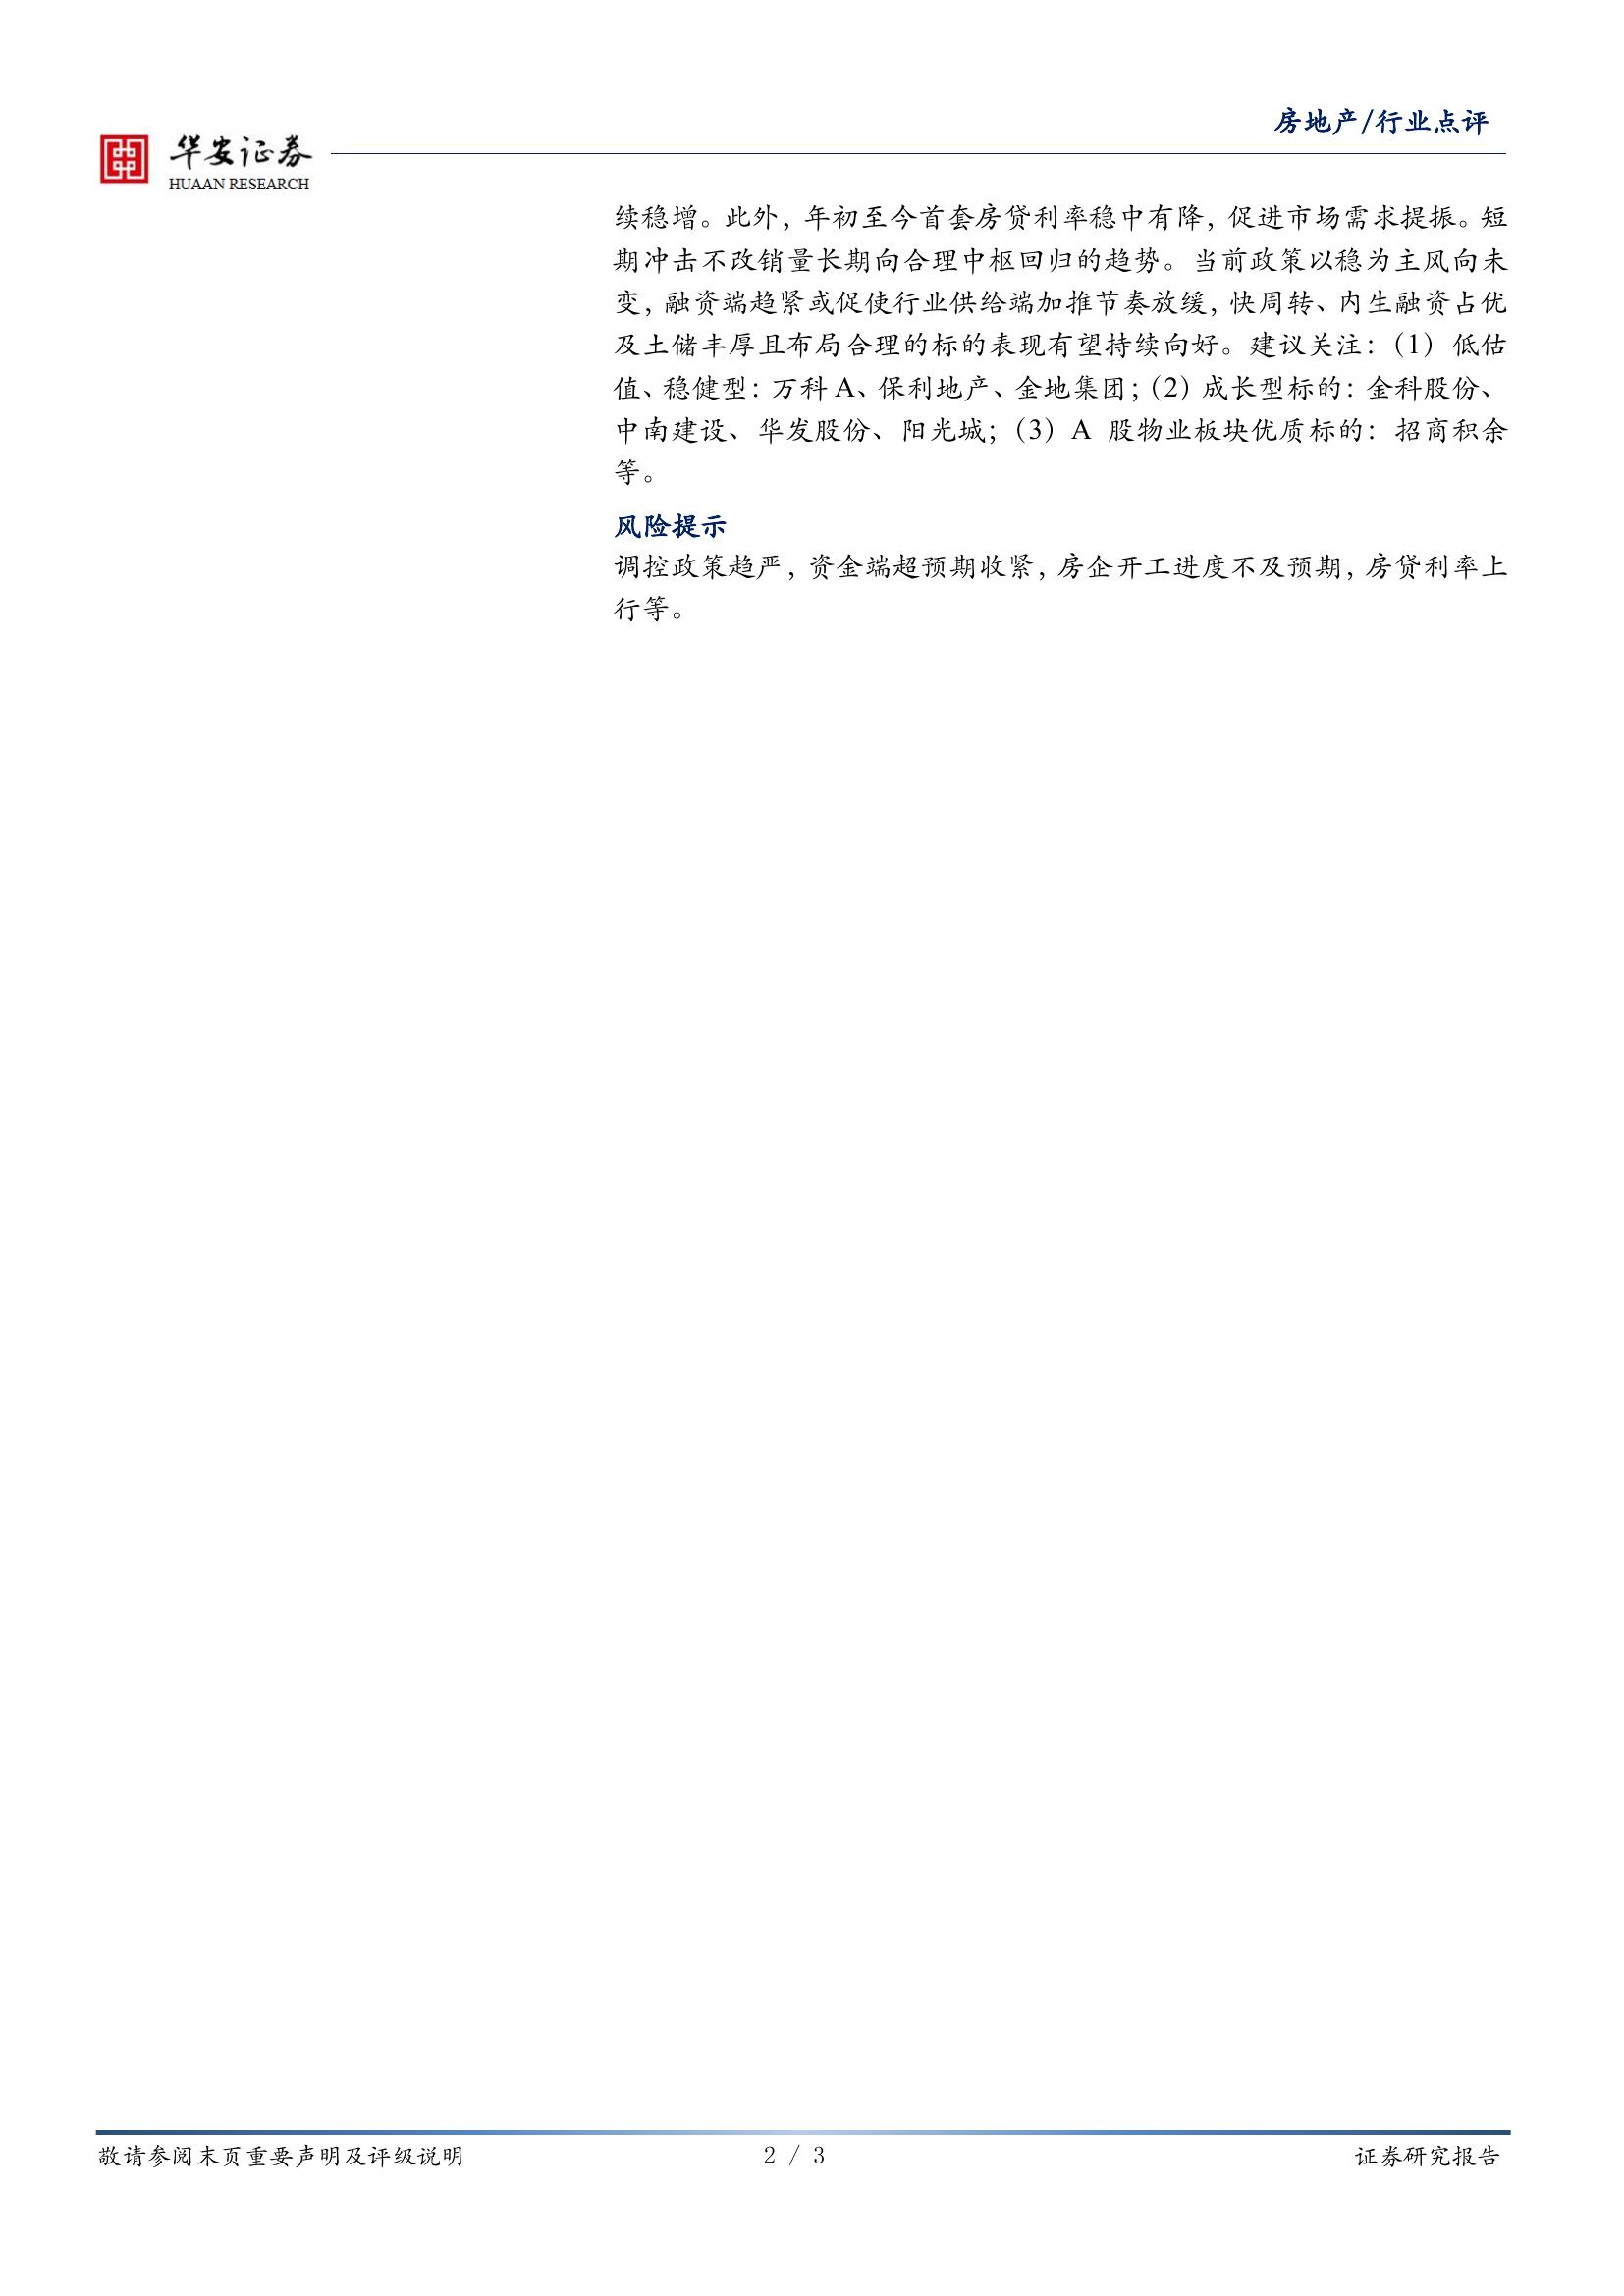 房地产/行业点评
华安证券
HUAAN RESEARCH
续稳增。此外，年初至今首套房贷利率稳中有降，促进市场需求提振。短
期冲击不改销量长期向合理中枢回归的趋势。当前政策以稳为主风向未
变，融资端趋紧或促使行业供给端加推节奏放缓，快周转、内生融资占优
及土储丰厚且布局合理的标的表现有望持续向好。建议关注：（1）低估
值、稳健型：万科 A、保利地产、金地集团；（2）成长型标的：金科股份、
中南建设、华发股份、阳光城；（3）A 股物业板块优质标的：招商积余
等。
风险提示
调控政策趋严，资金端超预期收紧，房企开工进度不及预期，房贷利率上
行等。
敬请参阅末页重要声明及评级说明
2 / 3
证券研究报告